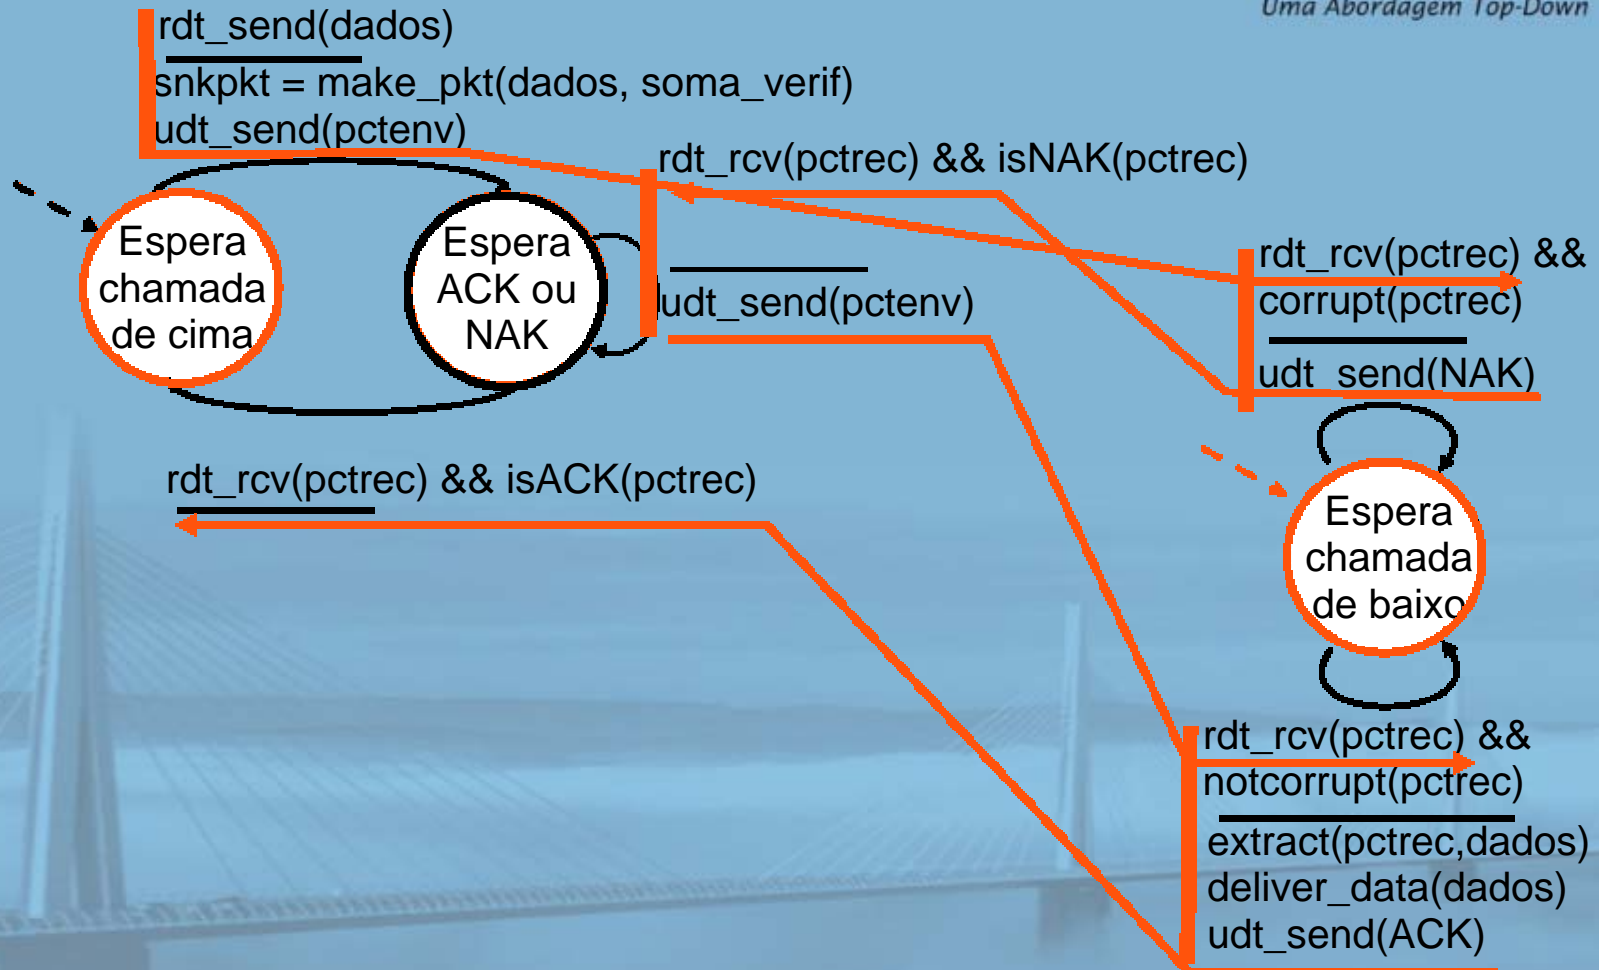 Uma Abordagem Top-Down
rdt_send(dados)
snkpkt = make_pkt(dados, soma_verif)
udt_send(pctenv)
rdt_rcv(pctrec) && isNAK(pctrec)
udt_send(pctenv)
Espera
chamada
de cima
Espera
ACK ou
NAK
rdt_rcv(pctrec) &&
corrupt(pctrec)
udt_send(NAK)
rdt_rcv(pctrec) && isACK(pctrec)
Espera
chamada
de baixo
rdt_rcv(pctrec) &&
notcorrupt(pctrec)
extract(pctrec,dados)
deliver_data(dados)
udt_send(ACK)